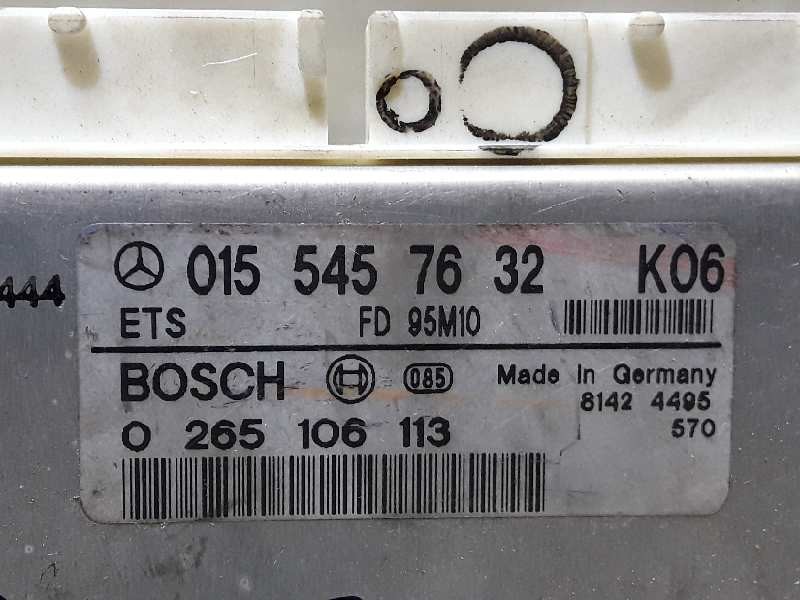 015 545 76 32 K06
ETS FD 95M10
BOSCH 085 Made In Germany
8142 4495
0 265 106 113 570
444